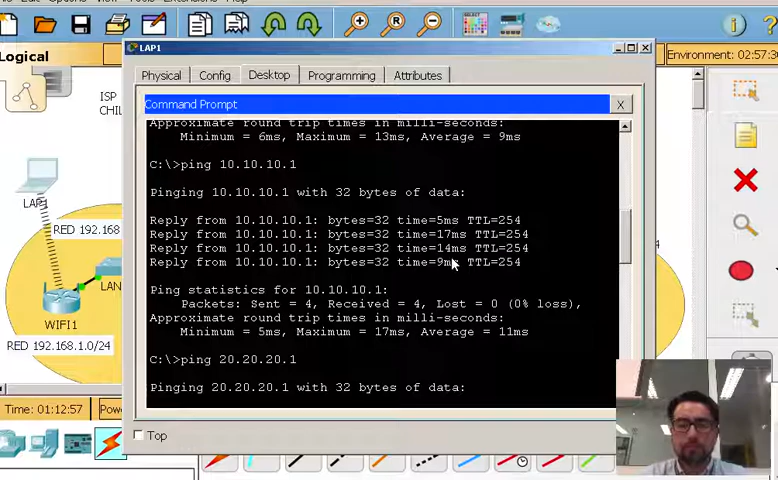 Logical
LAP1
Environment: 02:57:30
ISP
Physical
Config
Desktop
Programming
Attributes
Command Prompt
X
Approximate round trip times in milli-seconds:
Minimum = 6ms, Maximum = 13ms, Average = 9ms
C:\>ping 10.10.10.1
Pinging 10.10.10.1 with 32 bytes of data:
Reply from 10.10.10.1: bytes=32 time=5ms TTL=254
Reply from 10.10.10.1: bytes=32 time=17ms TTL=254
Reply from 10.10.10.1: bytes=32 time=14ms TTL=254
Reply from 10.10.10.1: bytes=32 time=9ms TTL=254
Ping statistics for 10.10.10.1:
Packets: Sent = 4, Received = 4, Lost = 0 (0% loss),
Approximate round trip times in milli-seconds:
Minimum = 5ms, Maximum = 17ms, Average = 11ms
C:\>ping 20.20.20.1
Pinging 20.20.20.1 with 32 bytes of data:
CHIL
LAP1
RED 192.168
LAN
WIFI1
RED 192.168.1.0/24
Time: 01:12:57
Pow
Top